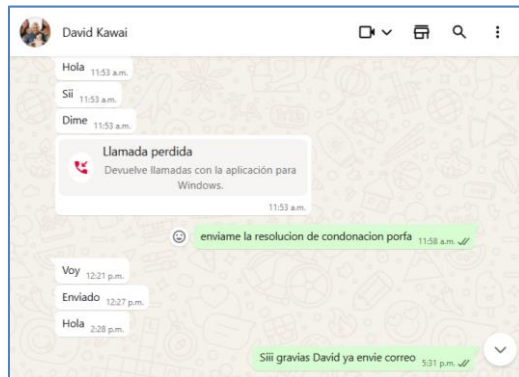 David Kawai
Hola 11:53 a.m.
Sii 11:53 a.m.
Dime 11:53 a.m.
Llamada perdida
Devuelve llamadas con la aplicación para
Windows.
11:53 a.m.
enviame la resolucion de condonacion porfa 11:58 a.m.
Voy 12:21 p.m.
Enviado 12:27 p.m.
Hola 2:28 p.m.
Siii gravias David ya envie correo 5:31 p.m.